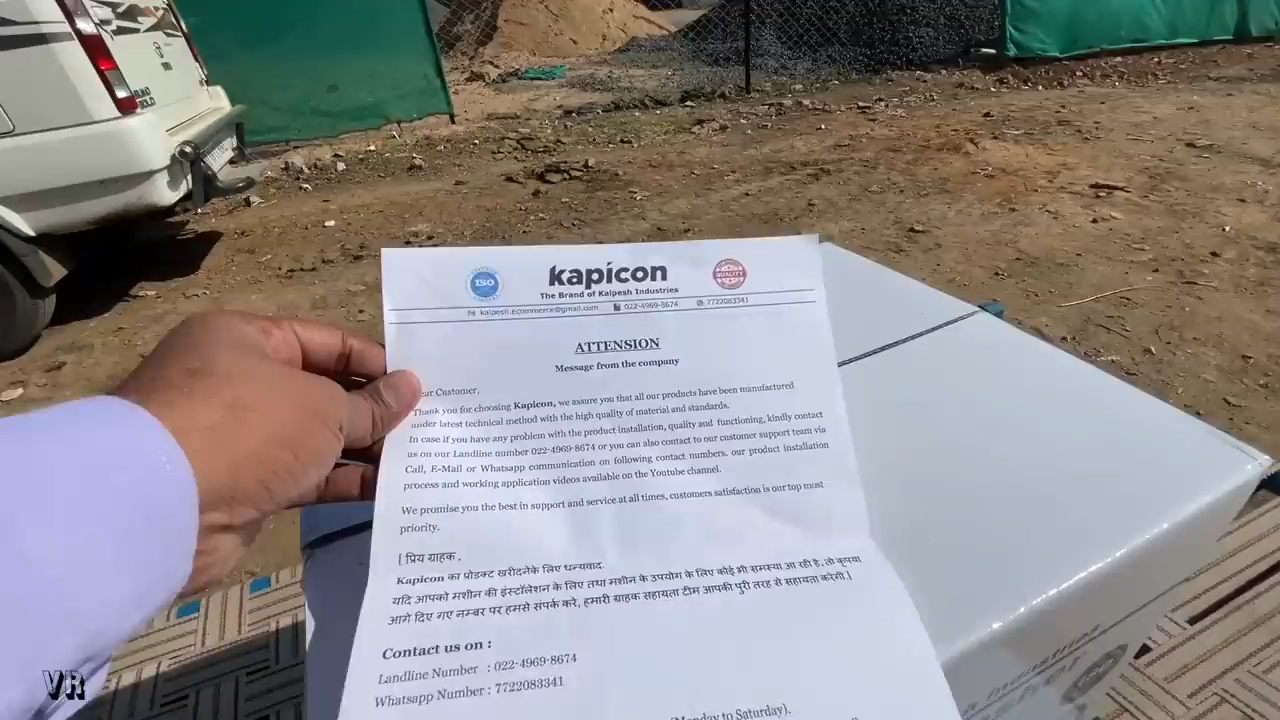 ISO
kapicon
QUALITY
The Brand of Kalpesh Industries
kalpesh.ecommerce@gmail.com 022-4969-8674 7722083341
ATTENTION
Message from the company
ear Customer,
Thank you for choosing Kapicon, we assure you that all our products have been manufactured
under latest technical method with the high quality of material and standards.
In case if you have any problem with the product installation, quality and functioning, kindly contact
us on our Landline number 022-4969-8674 or you can also contact to our customer support team via
Call, E-Mail or Whatsapp communication on following contact numbers, our product installation
process and working application videos available on the Youtube channel.
We promise you the best in support and service at all times, customers satisfaction is our top most
priority.
[ प्रिय ग्राहक ,
Kapicon का प्रोडक्ट खरीदनेके लिए धन्यवाद.
यदि आपको मशीन की इंस्टॉलेशन के लिए तथा मशीन के उपयोग के लिए कोई भी समस्या आ रही है, तो कृपया
आगे दिए गए नम्बर पर हमसे संपर्क करे, हमारी ग्राहक सहायता टीम आपकी पुरी तरह से सहायता करेगी.]
Contact us on :
Landline Number : 022-4969-8674
Whatsapp Number : 7722083341
(Monday to Saturday).
VR